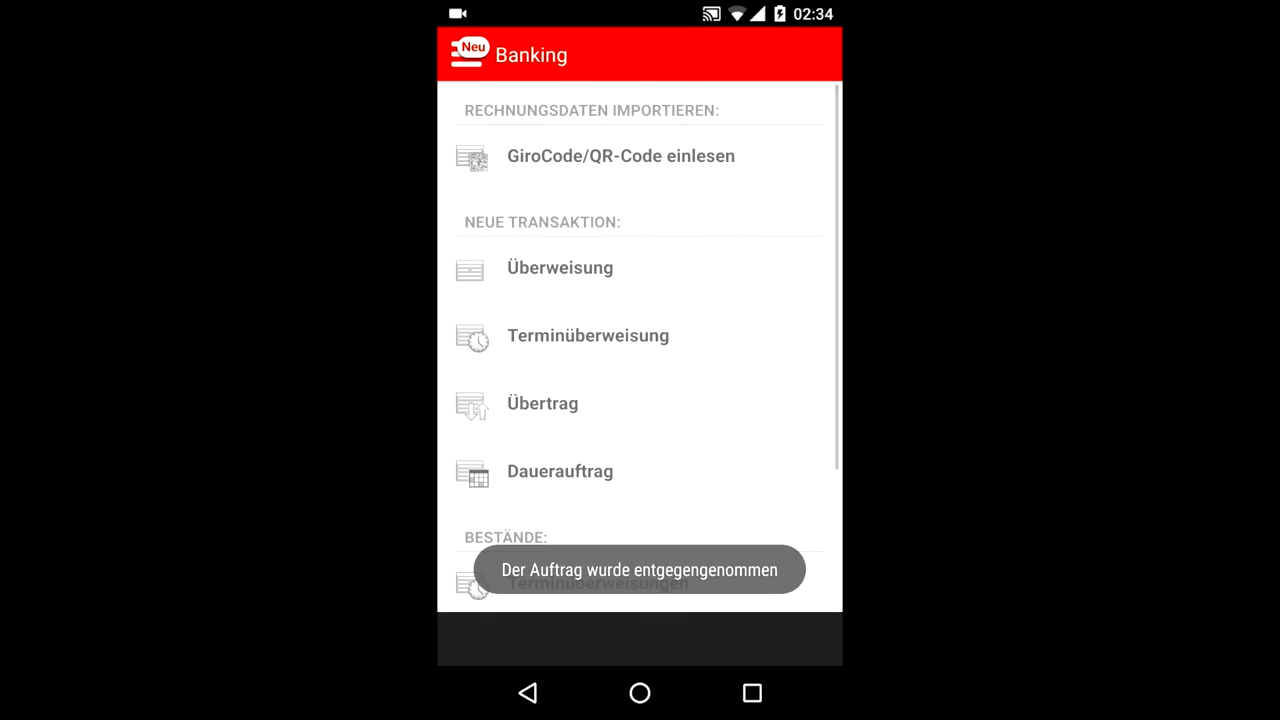 02:34
Neu
Banking
RECHNUNGSDATEN IMPORTIEREN:
GiroCode/QR-Code einlesen
NEUE TRANSAKTION:
Überweisung
Terminüberweisung
Übertrag
Dauerauftrag
BESTÄNDE:
Der Auftrag wurde entgegengenommen
Terminüberweisungen